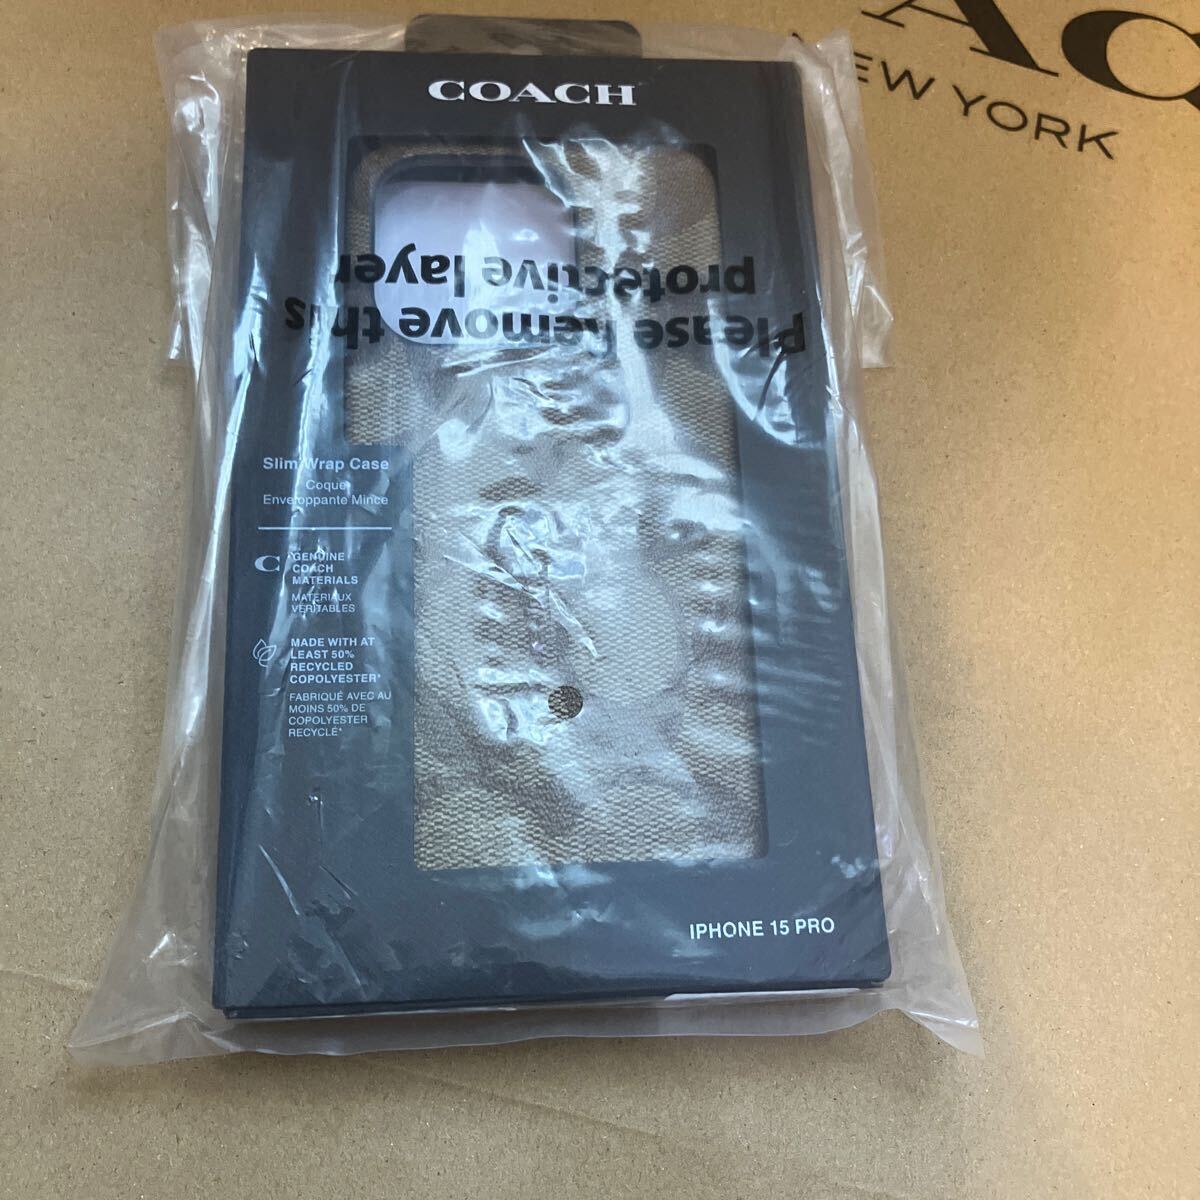 COACH
NEW YORK
Please Remove this
protective layer
Slim Wrap Case
Coque
Enveloppante Mince
C
GENUINE
COACH
MATERIALS
MATÉRIAUX
VÉRITABLES
MADE WITH AT
LEAST 50%
RECYCLED
COPOLYESTER*
FABRIQUÉ AVEC AU
MOINS 50% DE
COPOLYESTER
RECYCLÉ*
IPHONE 15 PRO